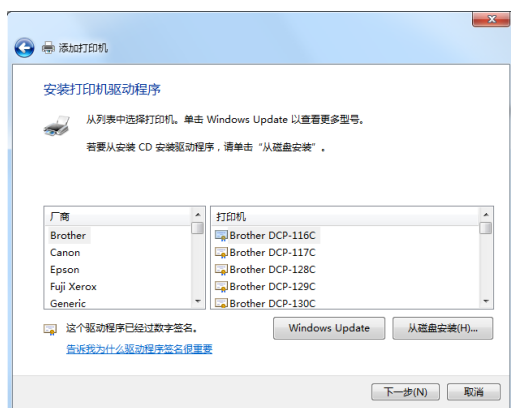 添加打印机
安装打印机驱动程序
从列表中选择打印机。单击 Windows Update 以查看更多型号。
若要从安装 CD 安装驱动程序，请单击“从磁盘安装”。
厂商
Brother
Canon
Epson
Fuji Xerox
Generic
打印机
Brother DCP-116C
Brother DCP-117C
Brother DCP-128C
Brother DCP-129C
Brother DCP-130C
这个驱动程序已经过数字签名。
告诉我为什么驱动程序签名很重要
Windows Update
从磁盘安装(H)...
下一步(N)
取消